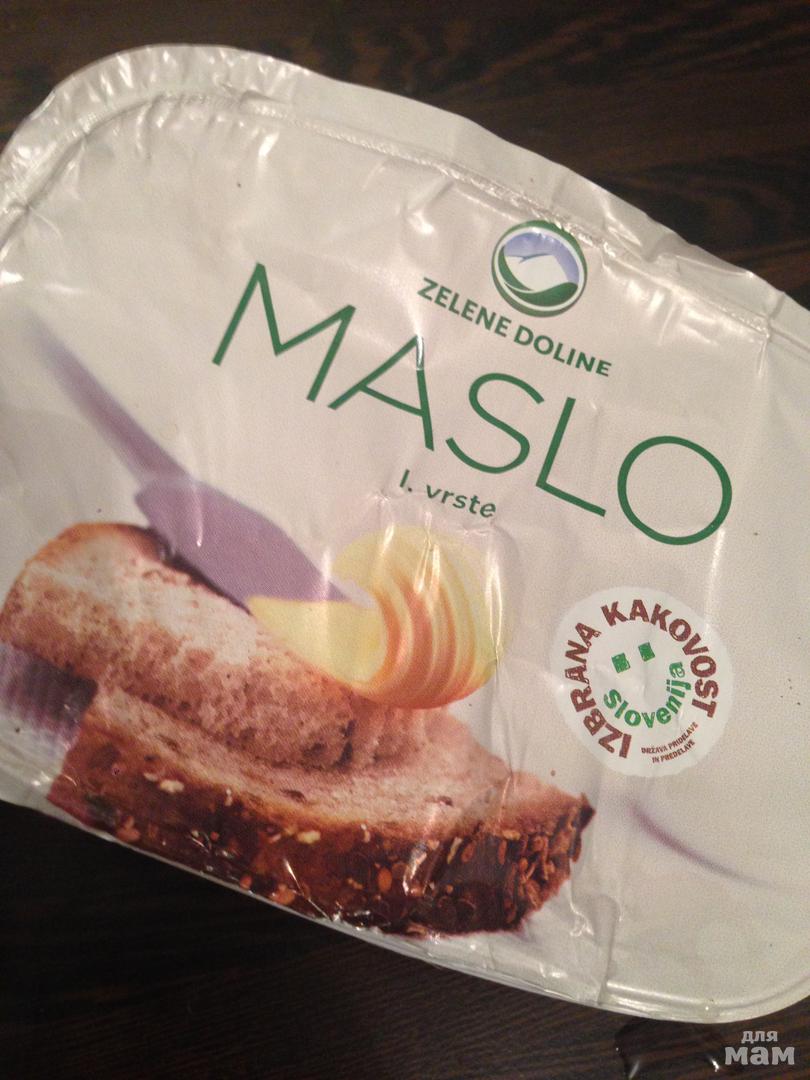 ZELENE DOLINE
MASLO
I. vrste
IZBRANA KAKOVOST
Slovenija
DRŽAVA PRIDELAVE
IN PREDELAVE
для
мам